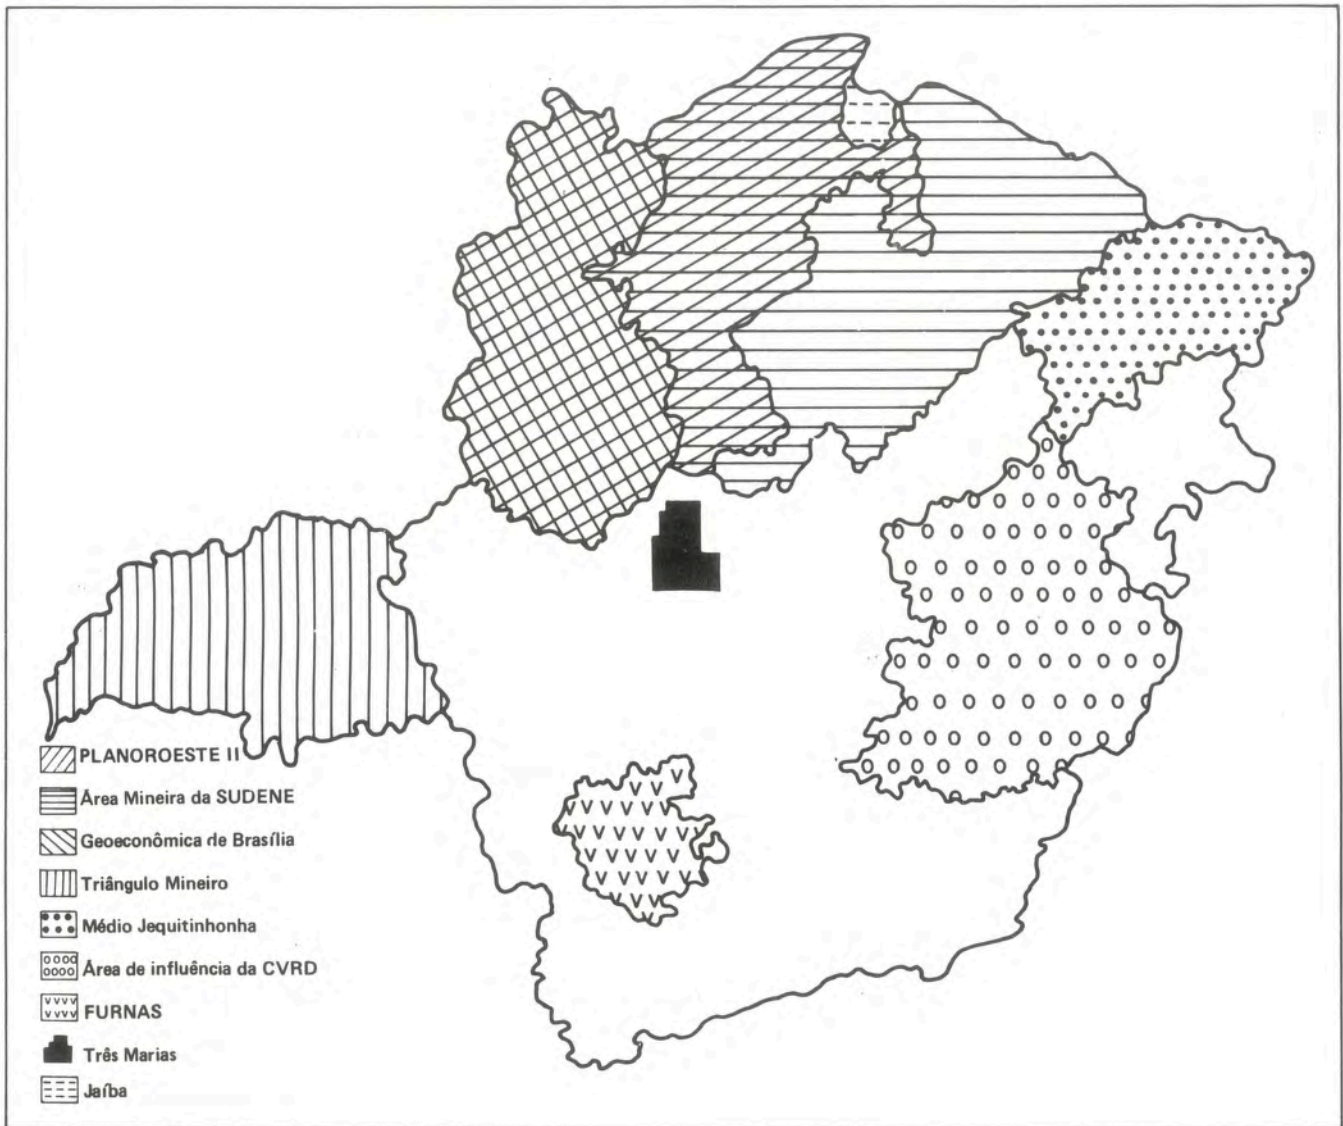 PLANOROESTE II
Área Mineira da SUDENE
Geoeconômica de Brasília
Triângulo Mineiro
Médio Jequitinhonha
Área de influência da CVRD
FURNAS
Três Marias
Jaíba